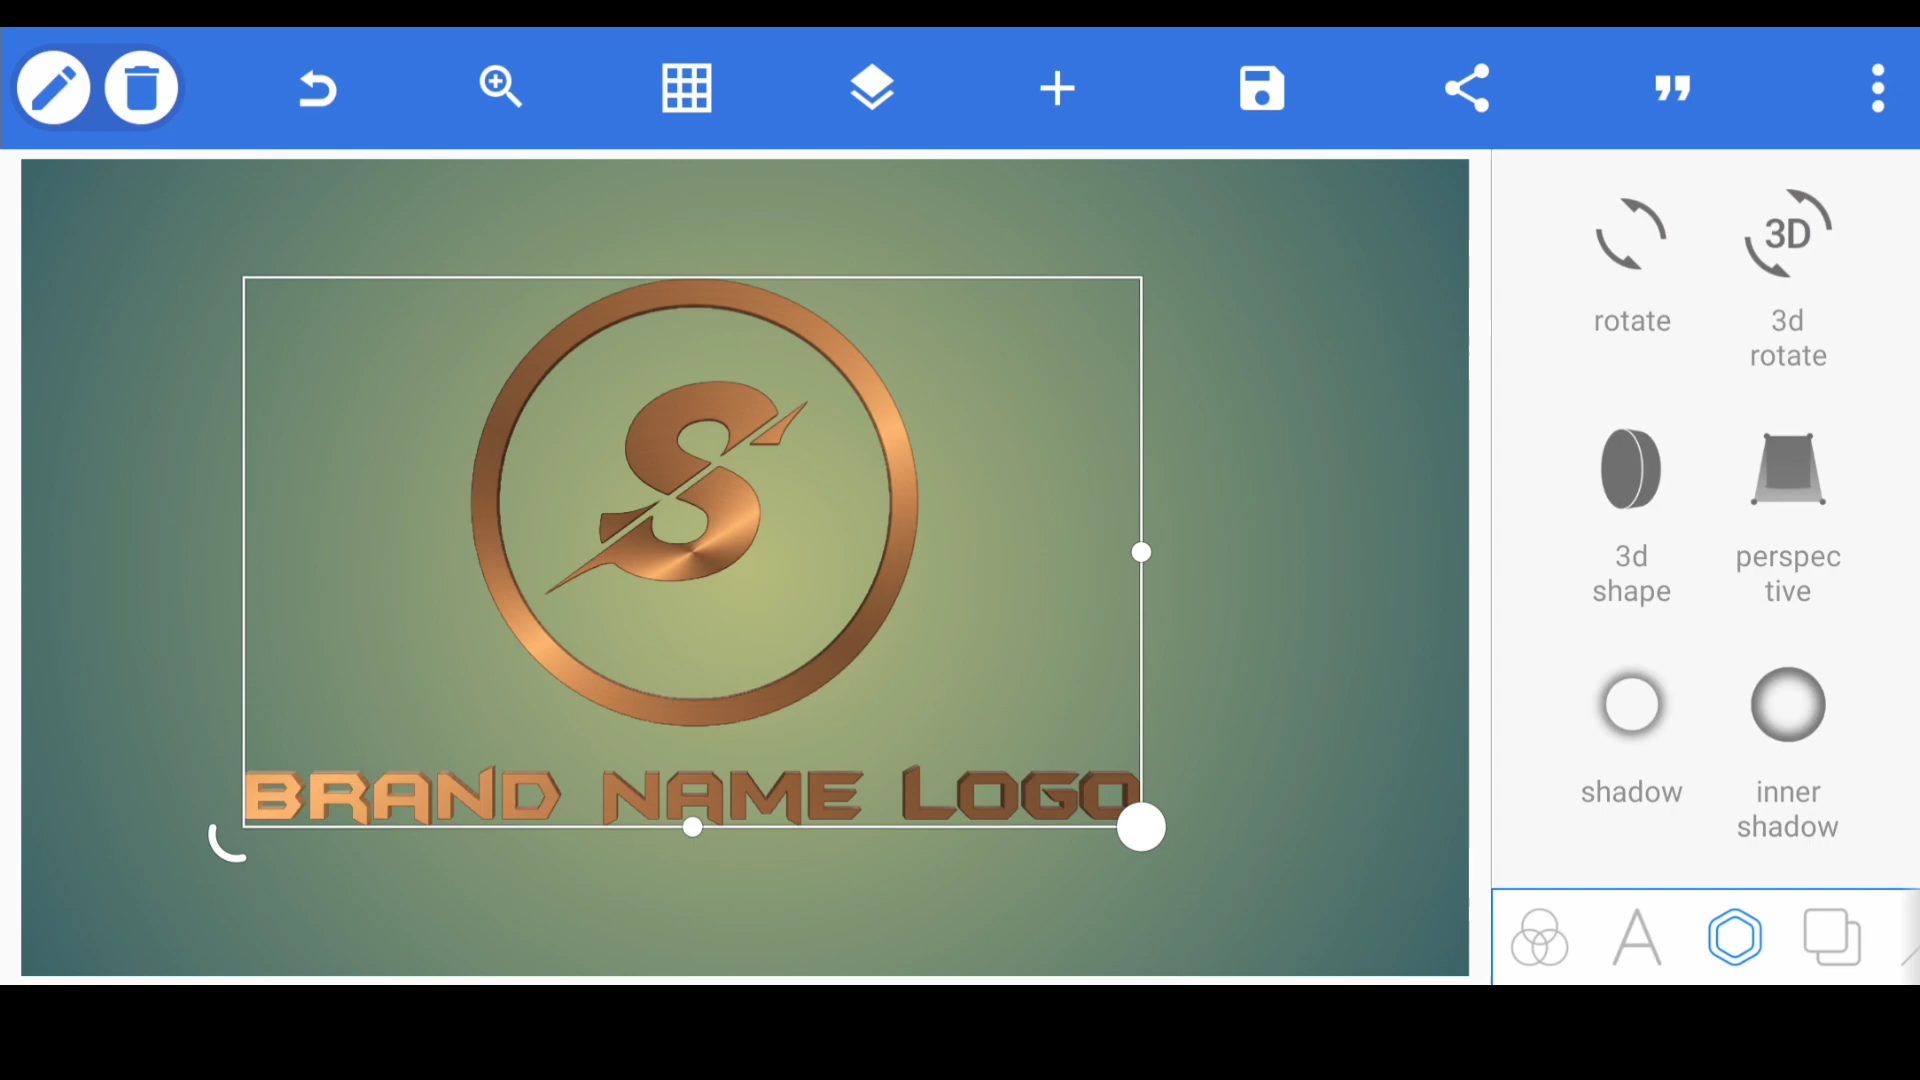 3D
rotate
3d
rotate
3d
shape
perspec
tive
shadow
inner
shadow
S
BRAND NAME LOGO
A